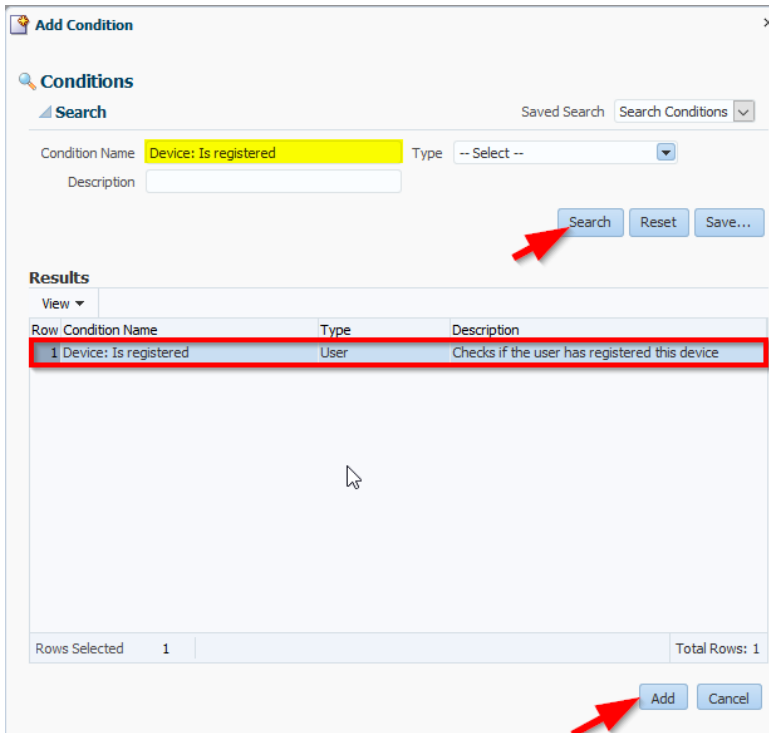 Add Condition
×
Conditions
Search
Saved Search Search Conditions
Condition Name Device: Is registered Type -- Select --
Description
Search Reset Save...
Results
View
Row Condition Name Type Description
1 Device: Is registered User Checks if the user has registered this device
Rows Selected 1 Total Rows: 1
Add Cancel